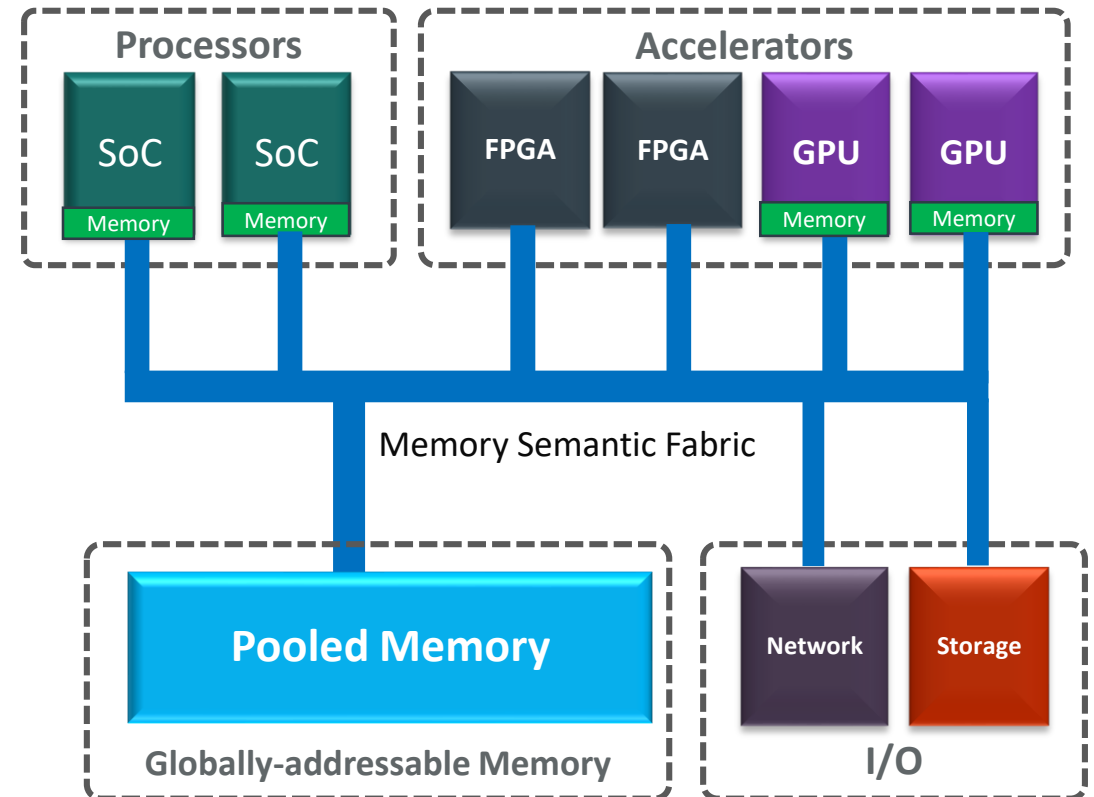 Processors
Accelerators
SoC
SoC
FPGA
FPGA
GPU
GPU
Memory
Memory
Memory
Memory
Memory Semantic Fabric
Pooled Memory
Network
Storage
Globally-addressable Memory
I/O